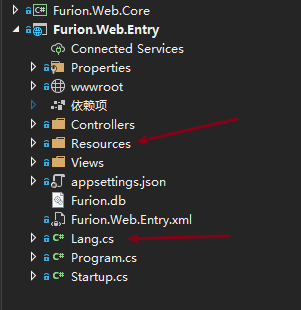 Furion.Web.Core
Furion.Web.Entry
Connected Services
Properties
wwwroot
依赖项
Controllers
Resources
Views
appsettings.json
Furion.db
Furion.Web.Entry.xml
C# Lang.cs
C# Program.cs
C# Startup.cs